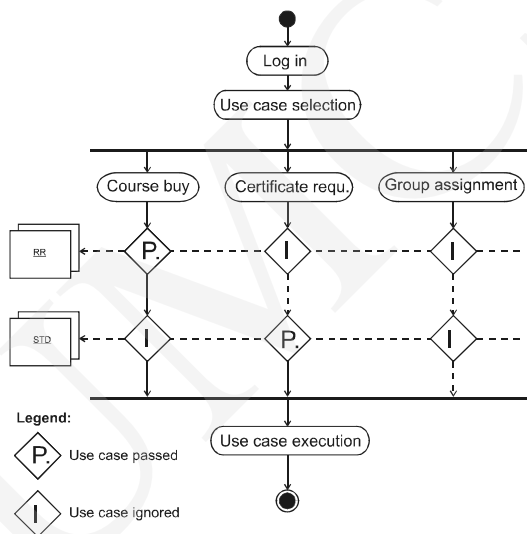 Log in
Use case selection
Course buy
Certificate requ.
Group assignment
RR
P.
I
I
STD
I
P.
I
Legend:
Use case execution
P.
Use case passed
I
Use case ignored
UMC